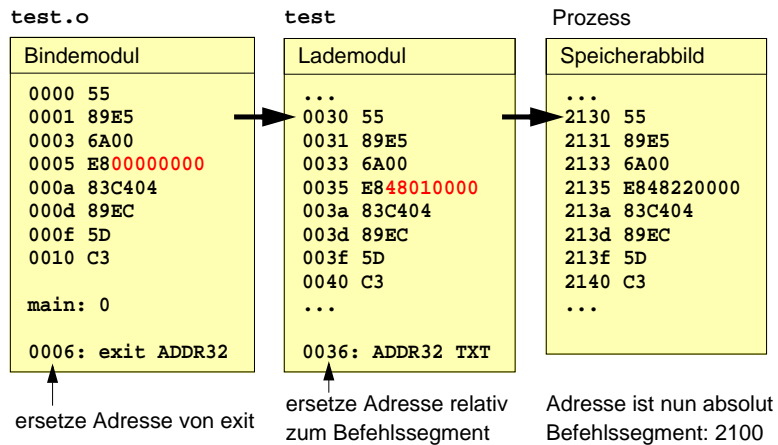 test.o
Bindemodul
0000 55
0001 89E5
0003 6A00
0005 E800000000
000a 83C404
000d 89EC
000f 5D
0010 C3
main: 0
0006: exit ADDR32
ersetze Adresse von exit
test
Lademodul
...
0030 55
0031 89E5
0033 6A00
0035 E848010000
003a 83C404
003d 89EC
003f 5D
0040 C3
...
0036: ADDR32 TXT
ersetze Adresse relativ
zum Befehlssegment
Prozess
Speicherabbild
...
2130 55
2131 89E5
2133 6A00
2135 E848220000
213a 83C404
213d 89EC
213f 5D
2140 C3
...
Adresse ist nun absolut
Befehlssegment: 2100